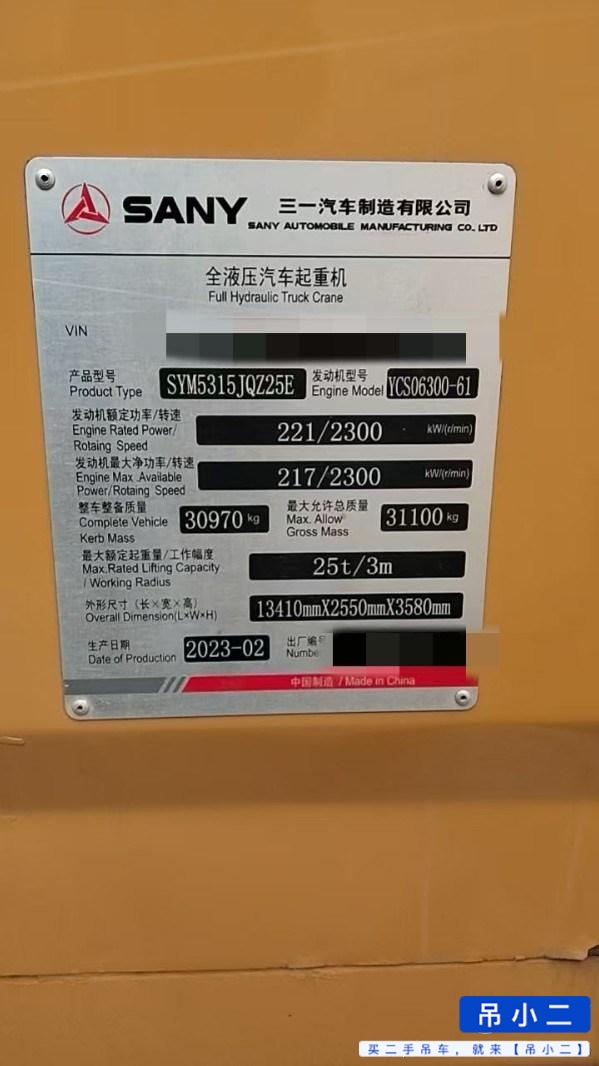 SANY 三一汽车制造有限公司
SANY AUTOMOBILE MANUFACTURING CO., LTD
全液压汽车起重机
Full Hydraulic Truck Crane
VIN
产品型号 SYM5315JQZ25E 发动机型号 YCS06300-61
Product Type Engine Model
发动机额定功率/转速 221/2300 kW/(r/min)
Engine Rated Power/
Rotaing Speed
发动机最大净功率/转速 217/2300 kW/(r/min)
Engine Max .Available
Power/Rotaing Speed
整车整备质量 30970 kg 最大允许总质量 31100 kg
Complete Vehicle Max. Allow
Kerb Mass Gross Mass
最大额定起重量/工作幅度 25t/3m
Max.Rated Lifting Capacity
/ Working Radius
外形尺寸（长×宽×高） 13410mmX2550mmX3580mm
Overall Dimension(L×W×H)
生产日期 2023-02 出厂编号
Date of Production Numbe
中国制造 / Made in China
吊小二
买二手吊车，就来【吊小二】